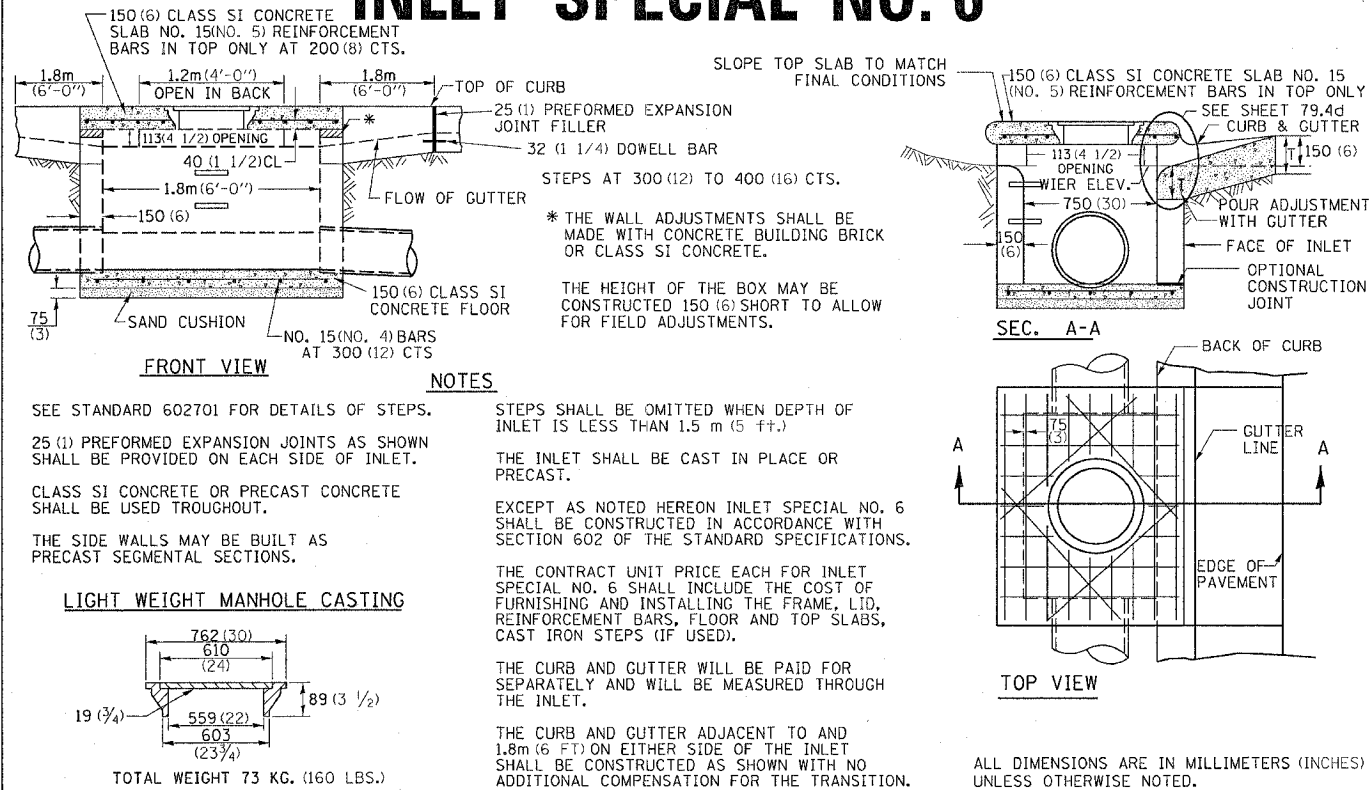 INLET SPECIAL NO. 6
150 (6) CLASS SI CONCRETE
SLAB NO. 15(NO. 5) REINFORCEMENT
BARS IN TOP ONLY AT 200 (8) CTS.
1.8m
(6'-0'')
1.2m (4'-0'')
OPEN IN BACK
1.8m
(6'-0'')
TOP OF CURB
25 (1) PREFORMED EXPANSION
JOINT FILLER
*
113(4 1/2) OPENING
32 (1 1/4) DOWELL BAR
40 (1 1/2)CL
STEPS AT 300 (12) TO 400 (16) CTS.
1.8m(6'-0'')
FLOW OF GUTTER
150 (6)
* THE WALL ADJUSTMENTS SHALL BE
MADE WITH CONCRETE BUILDING BRICK
OR CLASS SI CONCRETE.
THE HEIGHT OF THE BOX MAY BE
CONSTRUCTED 150 (6) SHORT TO ALLOW
FOR FIELD ADJUSTMENTS.
150 (6) CLASS SI
CONCRETE FLOOR
75
(3)
SAND CUSHION
NO. 15(NO. 4) BARS
AT 300 (12) CTS
FRONT VIEW
SLOPE TOP SLAB TO MATCH
FINAL CONDITIONS
150 (6) CLASS SI CONCRETE SLAB NO. 15
(NO. 5) REINFORCEMENT BARS IN TOP ONLY
SEE SHEET 79.4d
CURB & GUTTER
113 (4 1/2)
OPENING
WIER ELEV.
T
T
150 (6)
750 (30)
POUR ADJUSTMENT
WITH GUTTER
150
(6)
FACE OF INLET
OPTIONAL
CONSTRUCTION
JOINT
SEC. A-A
NOTES
SEE STANDARD 602701 FOR DETAILS OF STEPS.
25 (1) PREFORMED EXPANSION JOINTS AS SHOWN
SHALL BE PROVIDED ON EACH SIDE OF INLET.
CLASS SI CONCRETE OR PRECAST CONCRETE
SHALL BE USED TROUGHOUT.
THE SIDE WALLS MAY BE BUILT AS
PRECAST SEGMENTAL SECTIONS.
STEPS SHALL BE OMITTED WHEN DEPTH OF
INLET IS LESS THAN 1.5 m (5 ft.)
THE INLET SHALL BE CAST IN PLACE OR
PRECAST.
EXCEPT AS NOTED HEREON INLET SPECIAL NO. 6
SHALL BE CONSTRUCTED IN ACCORDANCE WITH
SECTION 602 OF THE STANDARD SPECIFICATIONS.
THE CONTRACT UNIT PRICE EACH FOR INLET
SPECIAL NO. 6 SHALL INCLUDE THE COST OF
FURNISHING AND INSTALLING THE FRAME, LID,
REINFORCEMENT BARS, FLOOR AND TOP SLABS,
CAST IRON STEPS (IF USED).
THE CURB AND GUTTER WILL BE PAID FOR
SEPARATELY AND WILL BE MEASURED THROUGH
THE INLET.
THE CURB AND GUTTER ADJACENT TO AND
1.8m (6 FT) ON EITHER SIDE OF THE INLET
SHALL BE CONSTRUCTED AS SHOWN WITH NO
ADDITIONAL COMPENSATION FOR THE TRANSITION.
LIGHT WEIGHT MANHOLE CASTING
762 (30)
610
(24)
89 (3 1/2)
19 (3/4)
559 (22)
603
(23 3/4)
TOTAL WEIGHT 73 KG. (160 LBS.)
BACK OF CURB
75
(3)
A
A
GUTTER
LINE
EDGE OF
PAVEMENT
TOP VIEW
ALL DIMENSIONS ARE IN MILLIMETERS (INCHES)
UNLESS OTHERWISE NOTED.